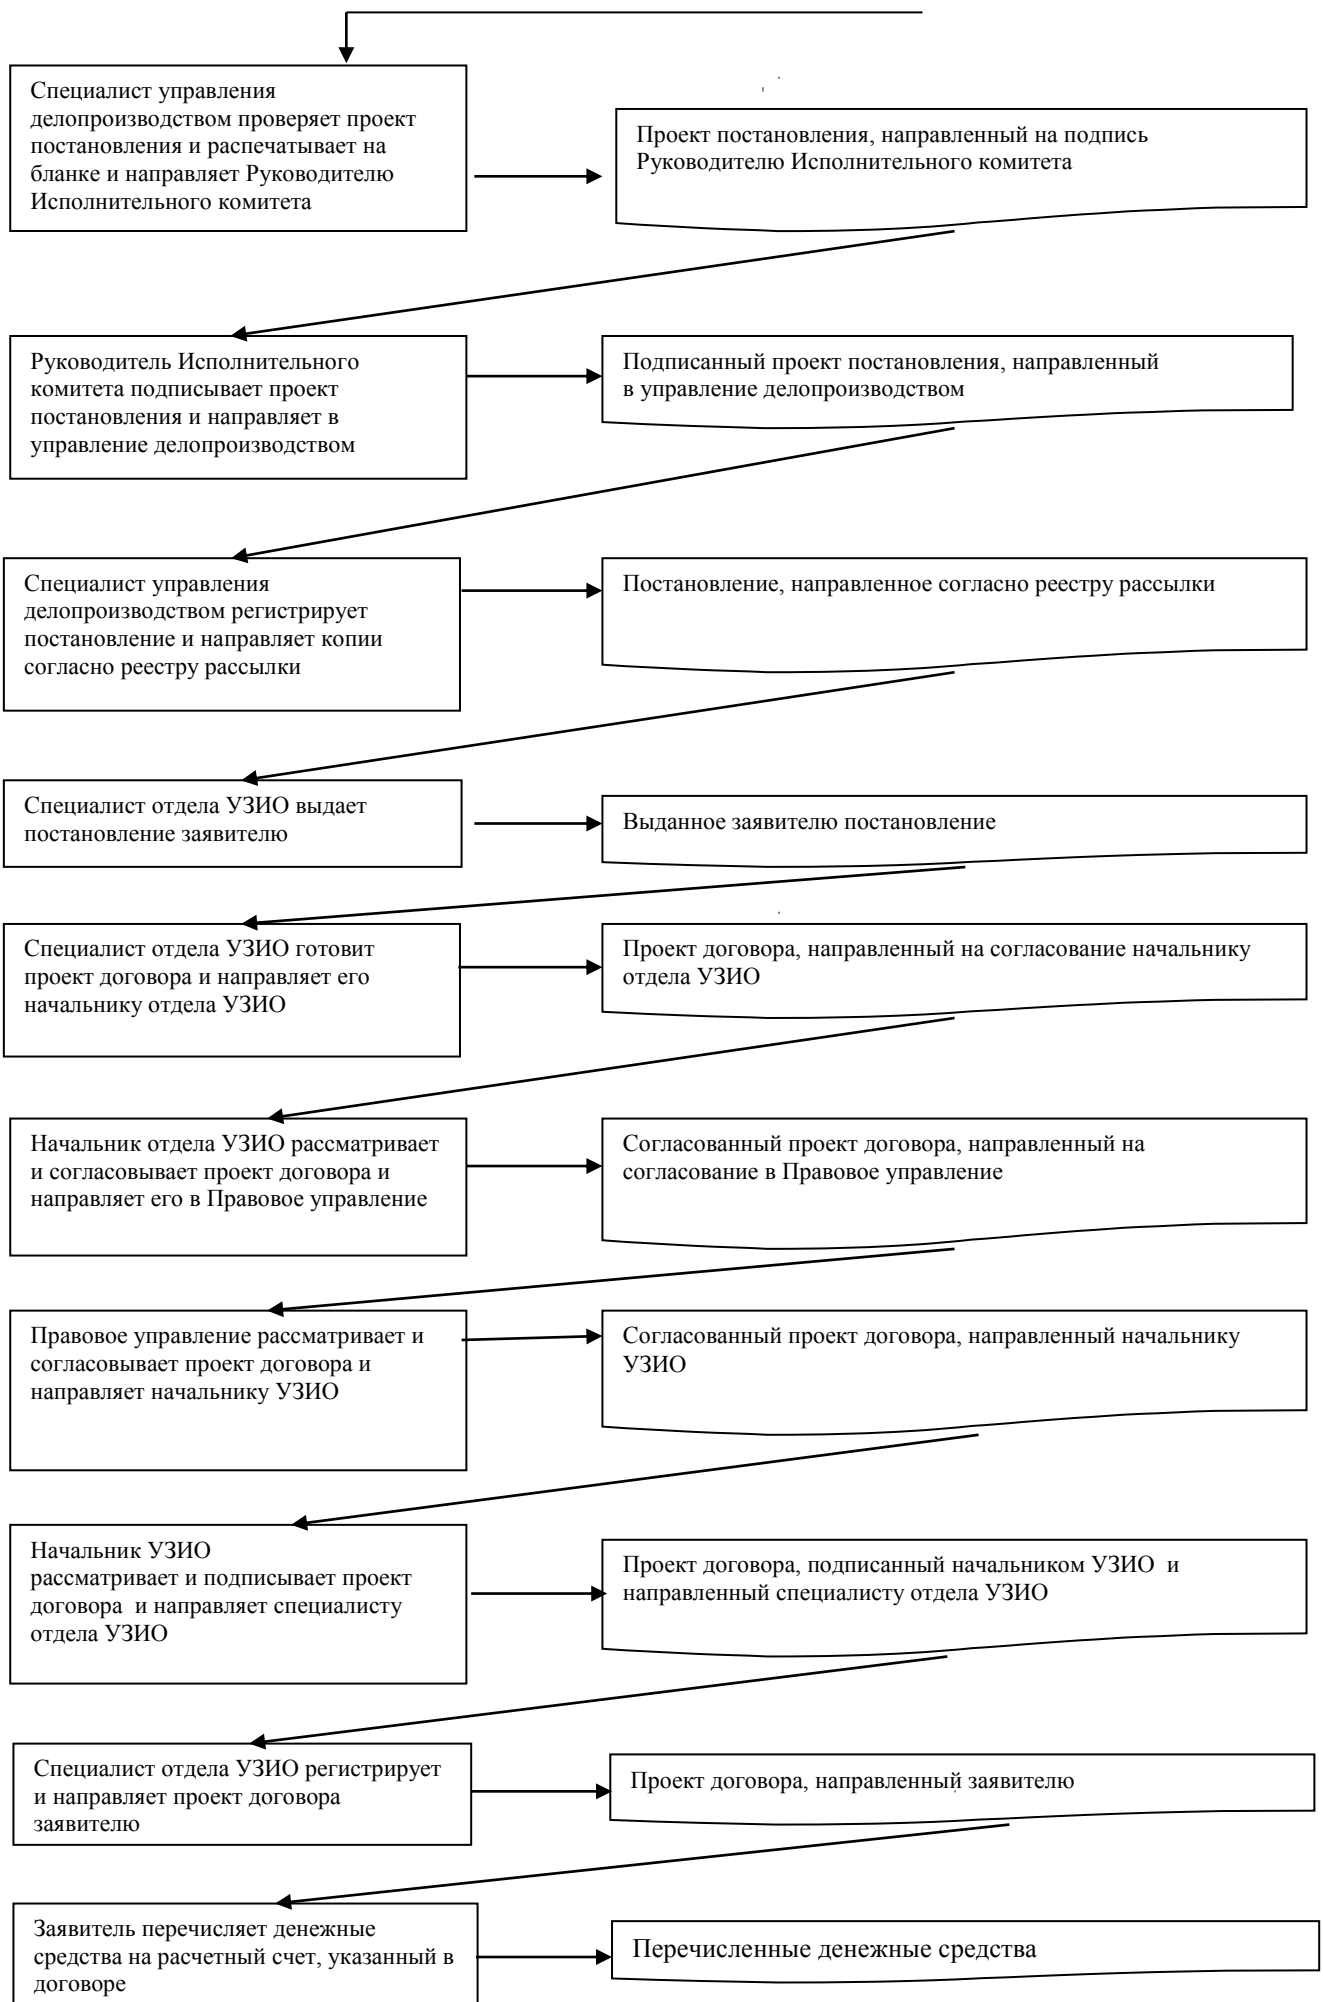 Специалист управления
делопроизводством проверяет проект
постановления и распечатывает на
бланке и направляет Руководителю
Исполнительного комитета
Проект постановления, направленный на подпись
Руководителю Исполнительного комитета
Руководитель Исполнительного
комитета подписывает проект
постановления и направляет в
управление делопроизводством
Подписанный проект постановления, направленный
в управление делопроизводством
Специалист управления
делопроизводством регистрирует
постановление и направляет копии
согласно реестру рассылки
Постановление, направленное согласно реестру рассылки
Специалист отдела УЗИО выдает
постановление заявителю
Выданное заявителю постановление
Специалист отдела УЗИО готовит
проект договора и направляет его
начальнику отдела УЗИО
Проект договора, направленный на согласование начальнику
отдела УЗИО
Начальник отдела УЗИО рассматривает
и согласовывает проект договора и
направляет его в Правовое управление
Согласованный проект договора, направленный на
согласование в Правовое управление
Правовое управление рассматривает и
согласовывает проект договора и
направляет начальнику УЗИО
Согласованный проект договора, направленный начальнику
УЗИО
Начальник УЗИО
рассматривает и подписывает проект
договора  и направляет специалисту
отдела УЗИО
Проект договора, подписанный начальником УЗИО  и
направленный специалисту отдела УЗИО
Специалист отдела УЗИО регистрирует
и направляет проект договора
заявителю
Проект договора, направленный заявителю
Заявитель перечисляет денежные
средства на расчетный счет, указанный в
договоре
Перечисленные денежные средства